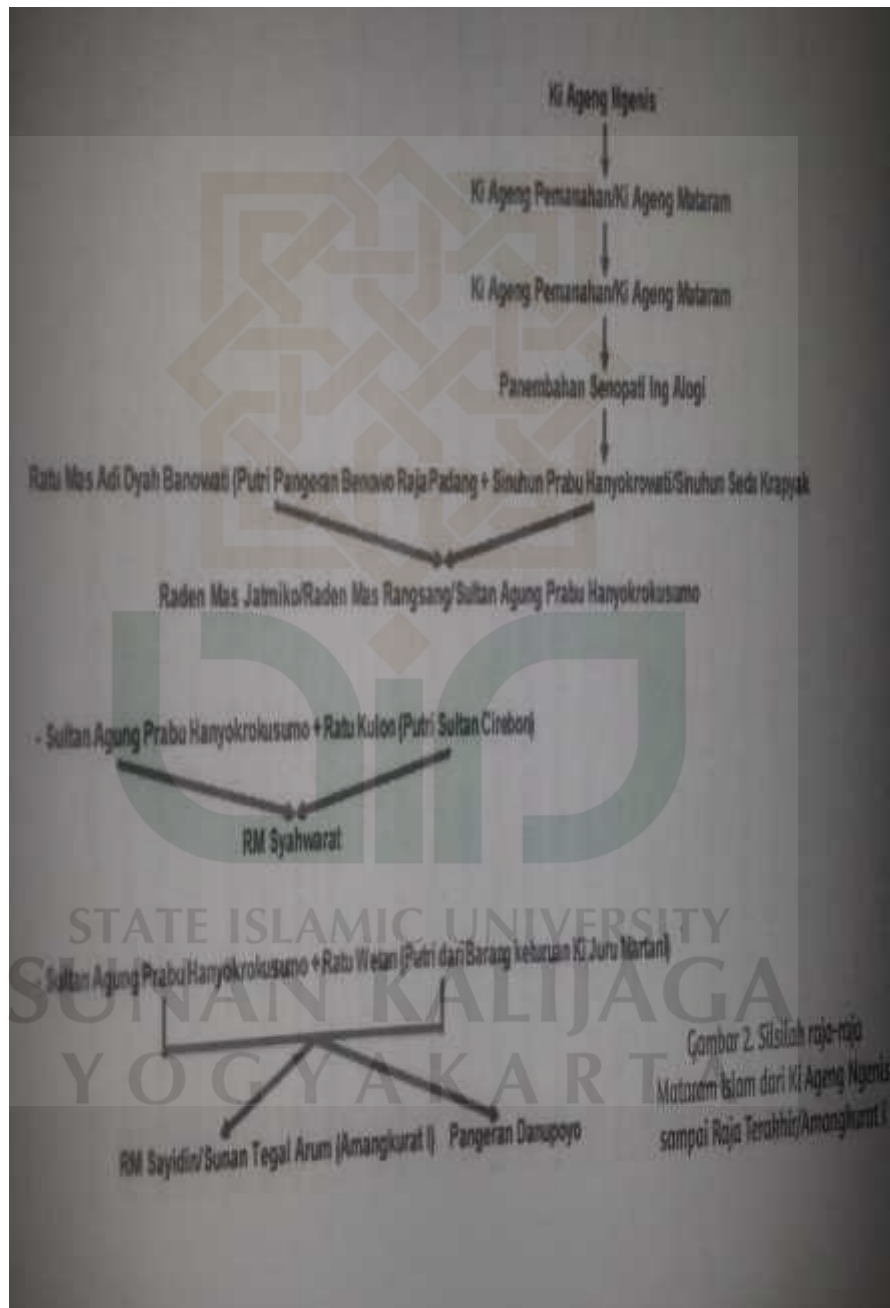 Ki Ageng Ngenis
Ki Ageng Pemanahan/Ki Ageng Mataram
Ki Ageng Pemanahan/Ki Ageng Mataram
Panembahan Senopati Ing Alogi
Ratu Mas Adi Dyah Banowati (Putri Pangeran Benowo Raja Padang + Sinuhun Prabu Hanyokrowati/Sinuhun Seda Krapyak
Raden Mas Jatmiko/Raden Mas Rangsang/Sultan Agung Prabu Hanyokrokusumo
- Sultan Agung Prabu Hanyokrokusumo + Ratu Kulon (Putri Sultan Cirebon)
RM Syahwarat
STATE ISLAMIC UNIVERSITY
- Sultan Agung Prabu Hanyokrokusumo + Ratu Wetan (Putri dari Barang keturuan Ki Juru Martani)
SUNAN KALIJAGA
YOGYAKARTA
Gambar 2. Silsilah raja-raja
Mataram Islam dari Ki Ageng Ngenis
sampai Raja Terakhir/Amangkurat I
RM Sayidin/Sunan Tegal Arum (Amangkurat I) Pangeran Danupoyo